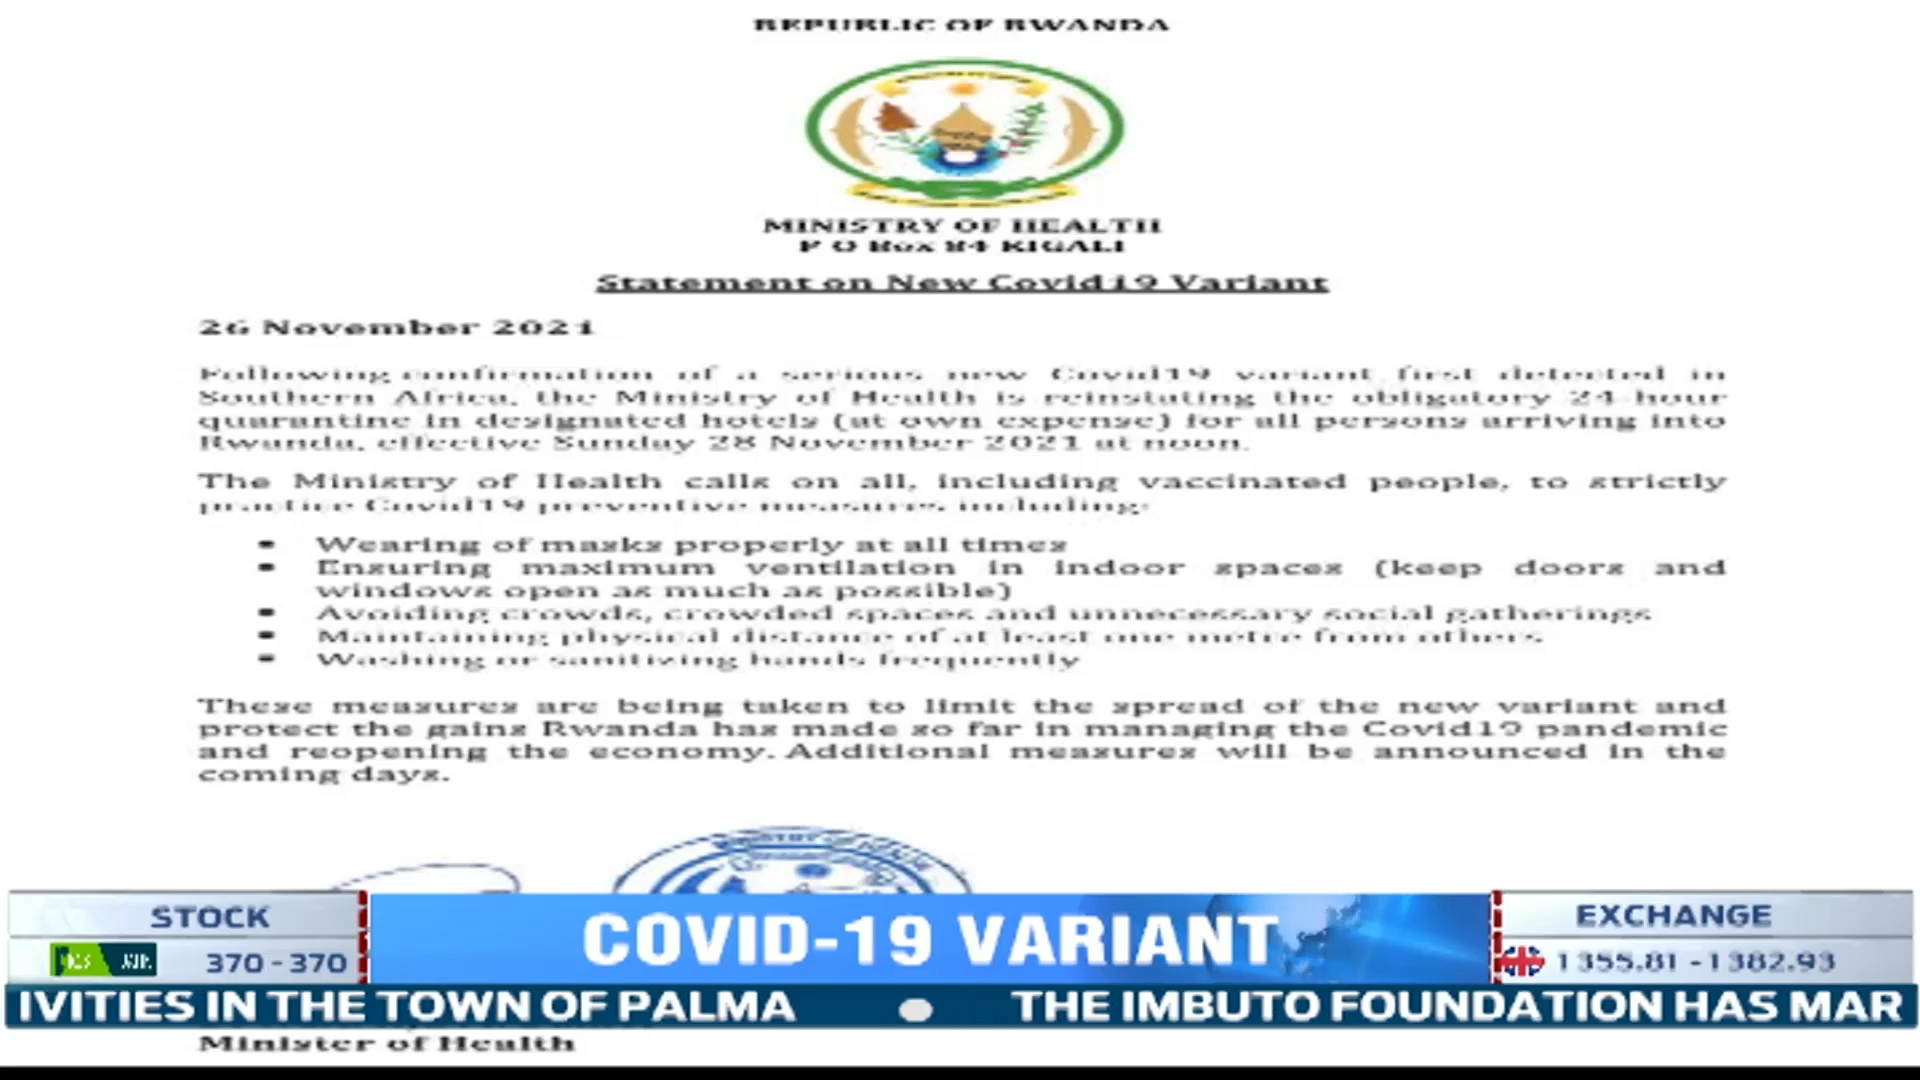 REPUBLIC OF RWANDA
MINISTRY OF HEALTH
P O Box 84 KIGALI
Statement on New Covid19 Variant
26 November 2021
Following confirmation of a serious new Covid19 variant first detected in
Southern Africa, the Ministry of Health is reinstating the obligatory 24-hour
quarantine in designated hotels (at own expense) for all persons arriving into
Rwanda, effective Sunday 28 November 2021 at noon.
The Ministry of Health calls on all, including vaccinated people, to strictly
practice Covid19 preventive measures including:
• Wearing of masks properly at all times
• Ensuring maximum ventilation in indoor spaces (keep doors and
windows open as much as possible)
• Avoiding crowds, crowded spaces and unnecessary social gatherings
• Maintaining physical distance of at least one metre from others
• Washing or sanitizing hands frequently
These measures are being taken to limit the spread of the new variant and
protect the gains Rwanda has made so far in managing the Covid19 pandemic
and reopening the economy. Additional measures will be announced in the
coming days.
STOCK
370 - 370
COVID-19 VARIANT
EXCHANGE
1355.81 - 1382.93
IVITIES IN THE TOWN OF PALMA
THE IMBUTO FOUNDATION HAS MAR
Minister of Health